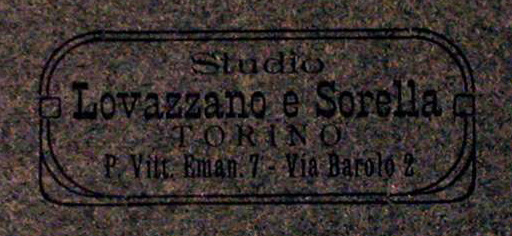 Studio
Lovazzano e Sorella
TORINO
P. Vitt. Eman. 7 - Via Barolo 2